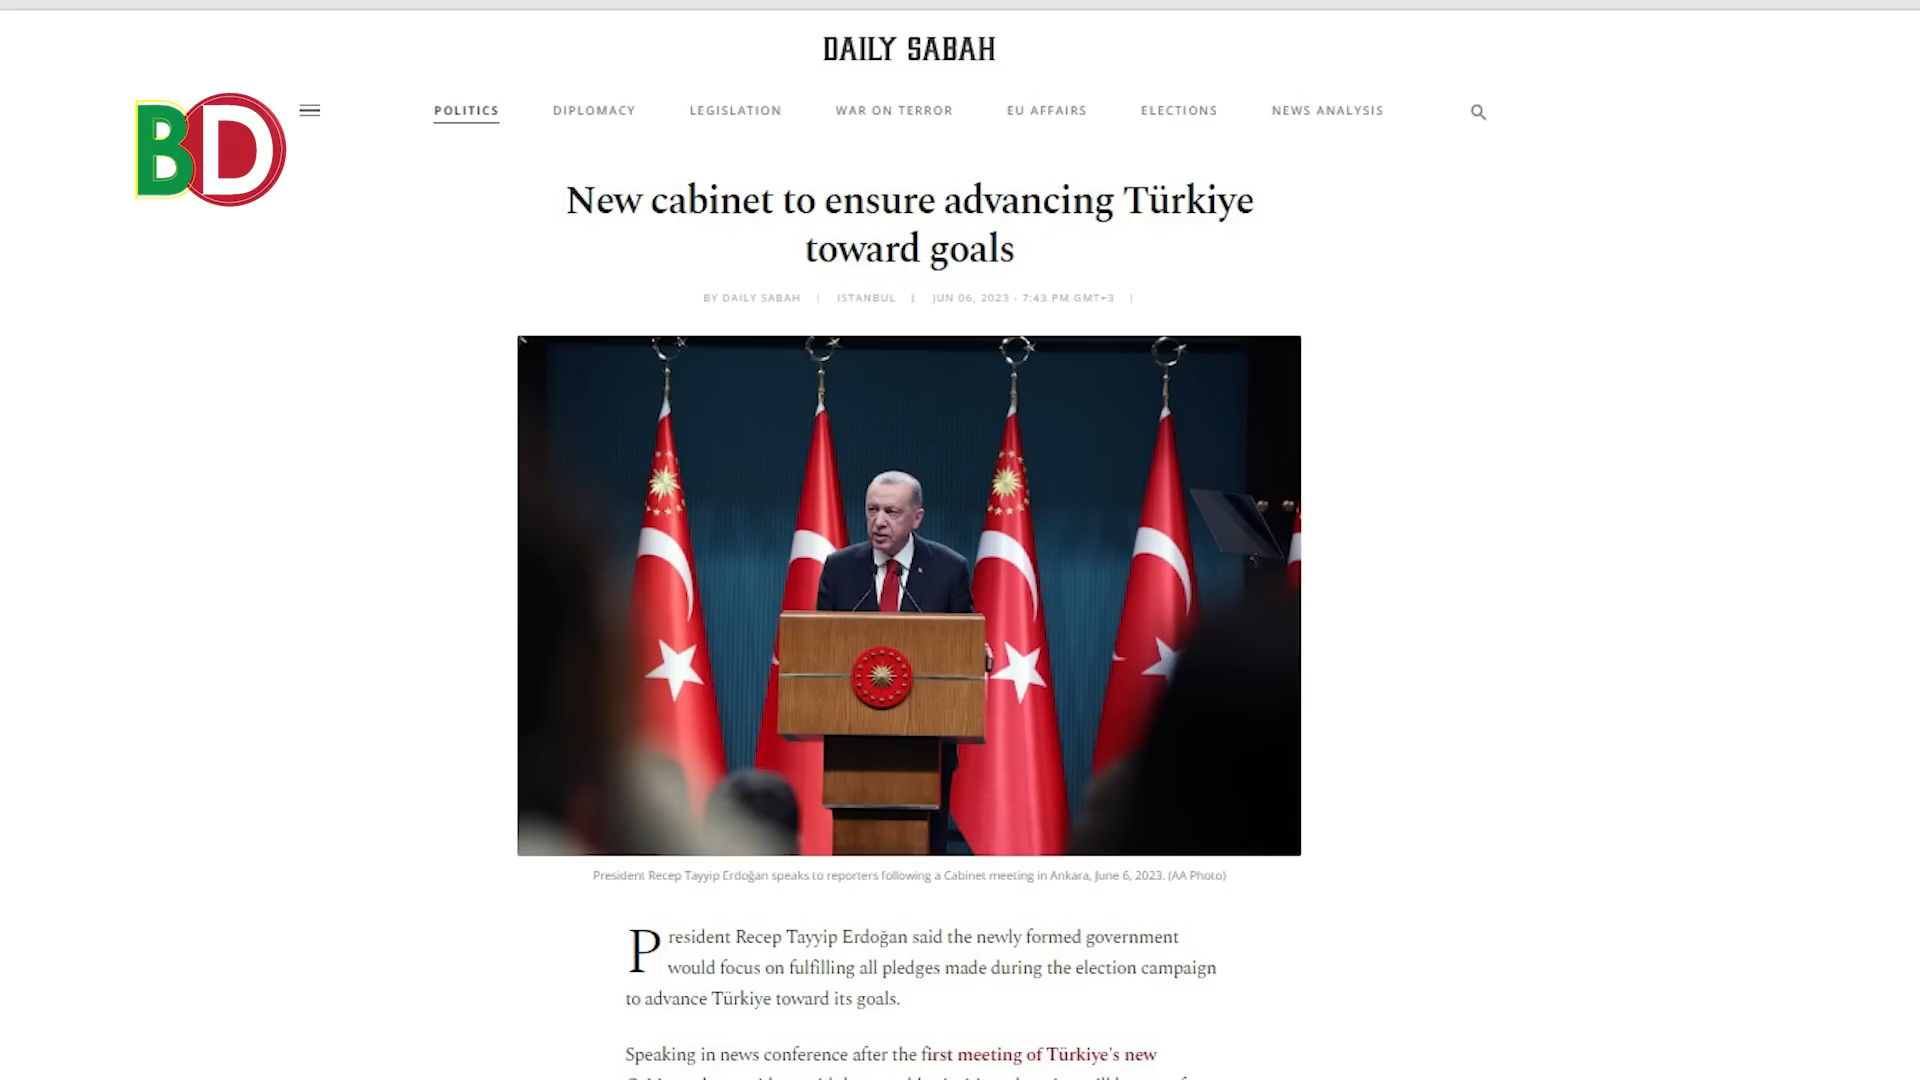 DAILY SABAH
BD
POLITICS DIPLOMACY LEGISLATION WAR ON TERROR EU AFFAIRS ELECTIONS NEWS ANALYSIS
New cabinet to ensure advancing Türkiye
toward goals
BY DAILY SABAH | ISTANBUL | JUN 06, 2023 - 7:43 PM GMT+3 |
President Recep Tayyip Erdoğan speaks to reporters following a Cabinet meeting in Ankara, June 6, 2023. (AA Photo)
President Recep Tayyip Erdoğan said the newly formed government
would focus on fulfilling all pledges made during the election campaign
to advance Türkiye toward its goals.
Speaking in news conference after the first meeting of Türkiye's new